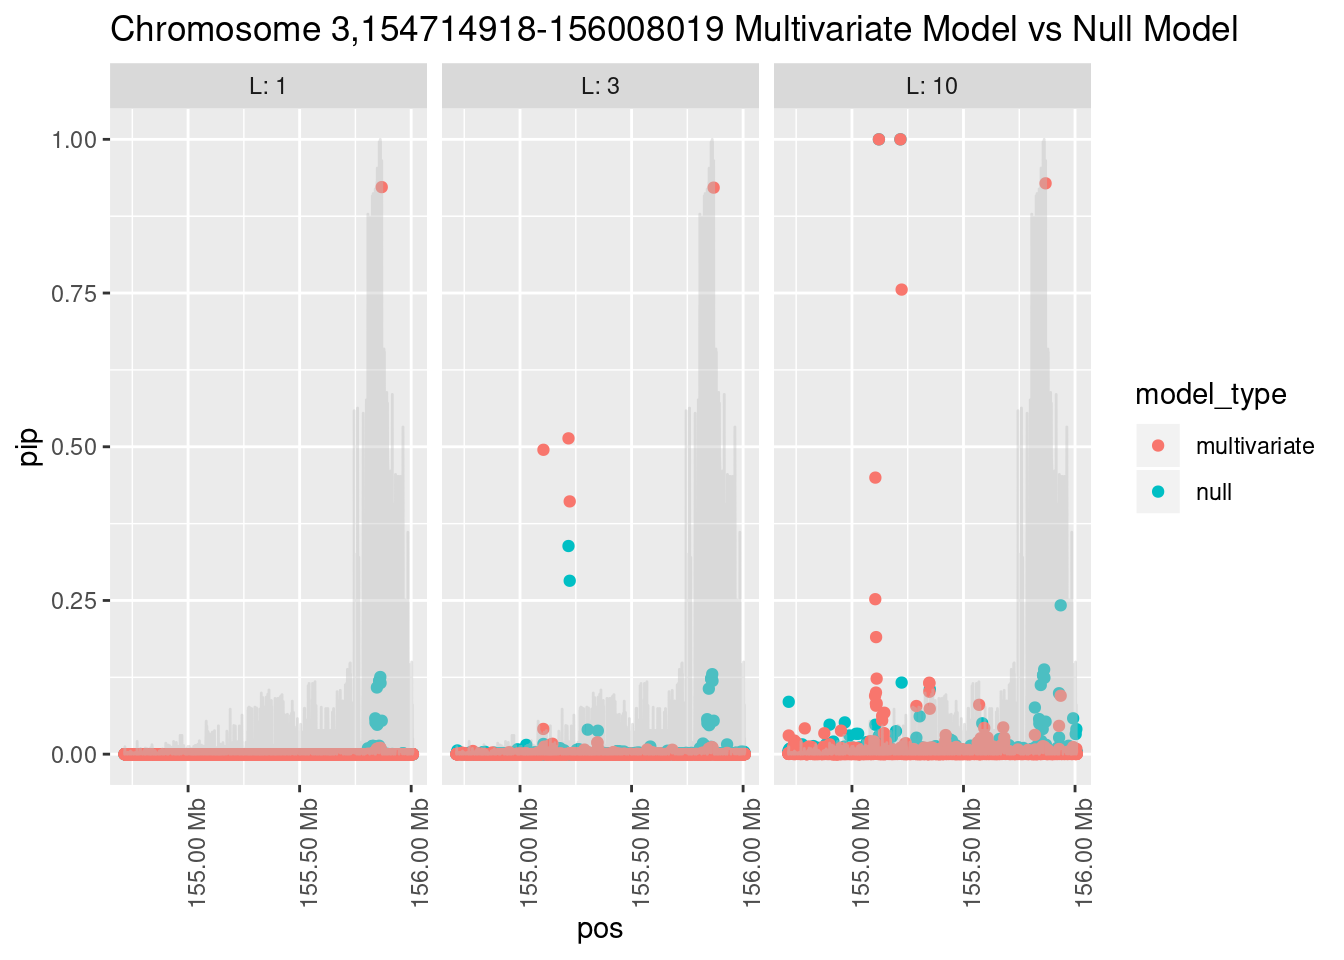 Chromosome 3,154714918-156008019 Multivariate Model vs Null Model
L: 1
L: 3
L: 10
1.00
0.75
0.50
0.25
0.00
pip
155.00 Mb
155.50 Mb
156.00 Mb
155.00 Mb
155.50 Mb
156.00 Mb
155.00 Mb
155.50 Mb
156.00 Mb
pos
model_type
multivariate
null